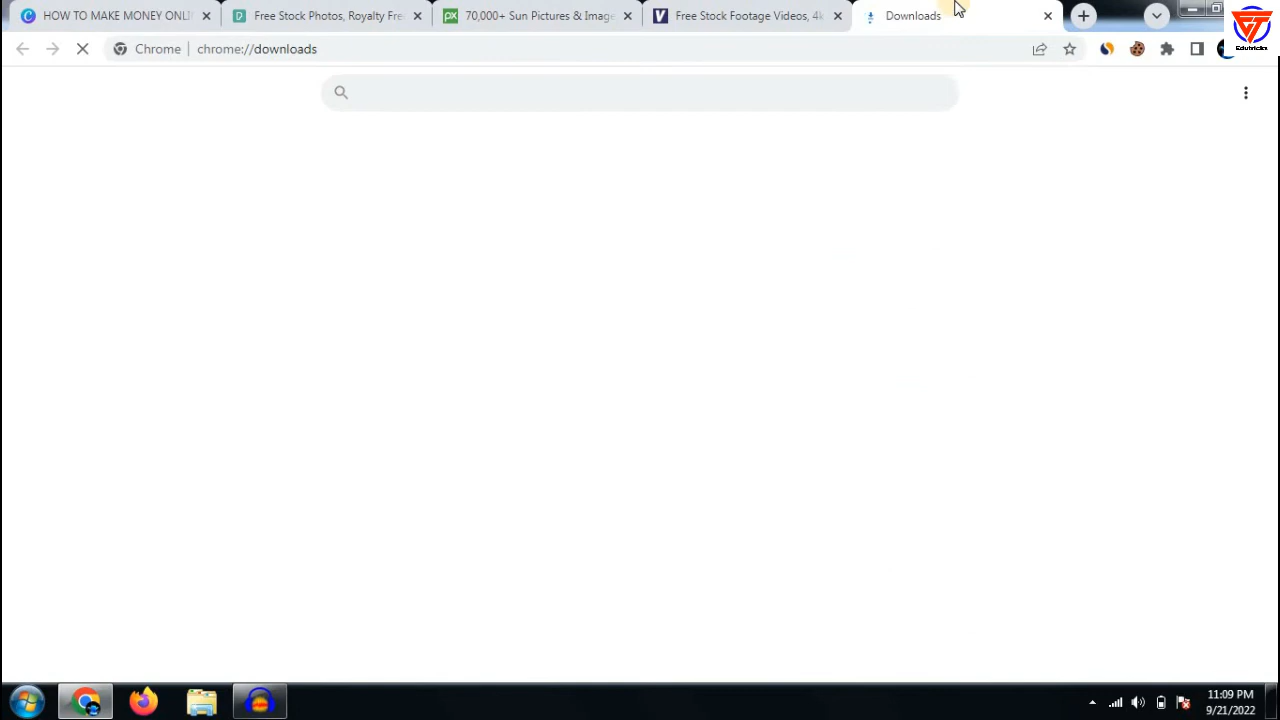 HOW TO MAKE MONEY ONLI
Free Stock Photos, Royalty-F
70,000+ Sun Pictures & Image
Free Stock Footage Videos, 4k
Downloads
Chrome
chrome://downloads
Edutricks
11:09 PM
9/21/2022